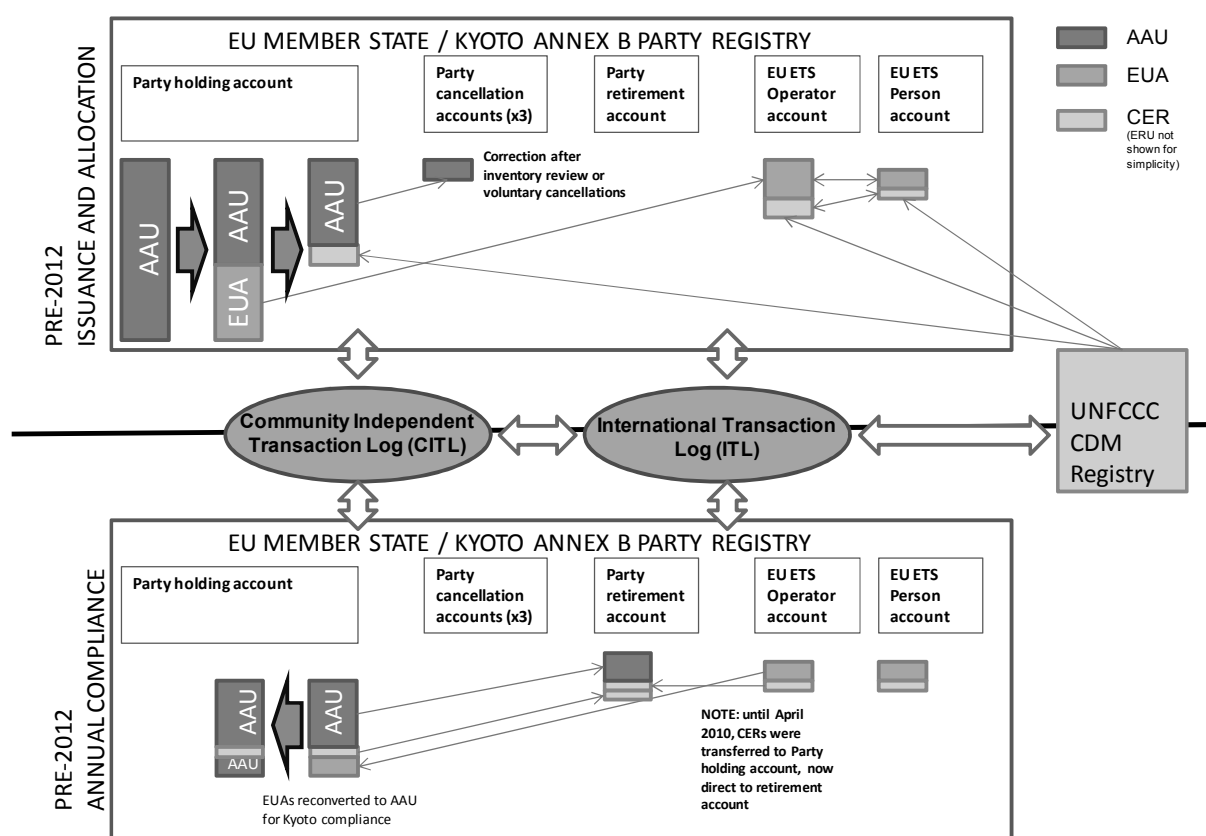 EU MEMBER STATE / KYOTO ANNEX B PARTY REGISTRY
PRE-2012
ISSUANCE AND ALLOCATION
Party holding account
Party
cancellation
accounts (x3)
Party
retirement
account
EU ETS
Operator
account
EU ETS
Person
account
AAU
EUA
CER
(ERU not
shown for
simplicity)
AAU
AAU
EUA
AAU
Correction after
inventory review or
voluntary cancellations
Community Independent
Transaction Log (CITL)
International Transaction
Log (ITL)
UNFCCC
CDM
Registry
EU MEMBER STATE / KYOTO ANNEX B PARTY REGISTRY
PRE-2012
ANNUAL COMPLIANCE
Party holding account
Party
cancellation
accounts (x3)
Party
retirement
account
EU ETS
Operator
account
EU ETS
Person
account
AAU
AAU
AAU
EUAs reconverted to AAU
for Kyoto compliance
NOTE: until April
2010, CERs were
transferred to Party
holding account, now
direct to retirement
account